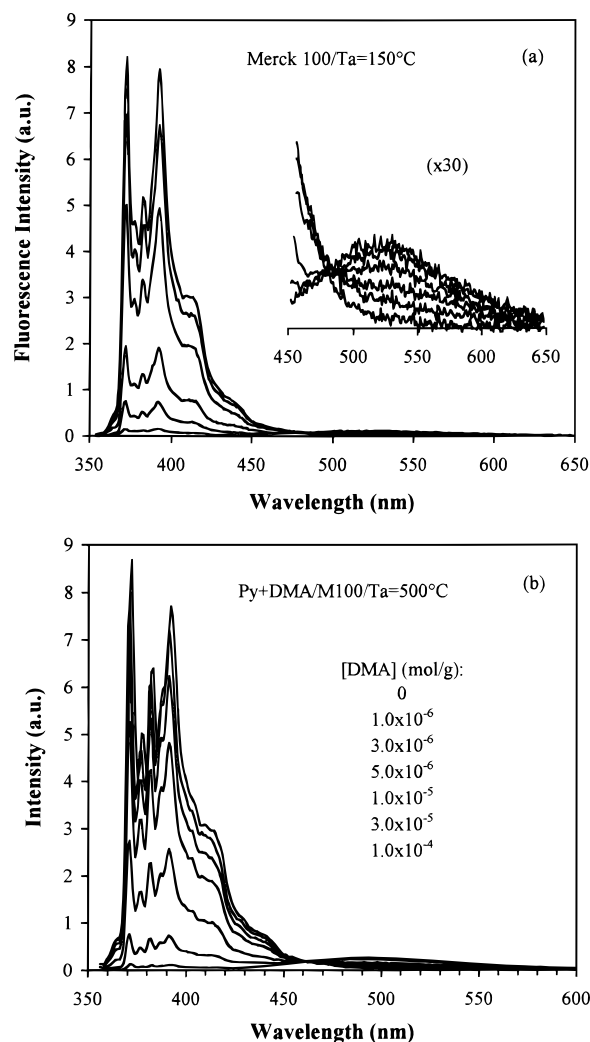 (a)
Merck 100/Ta=150°C
(x30)
Fluorescence Intensity (a.u.)
9
8
7
6
5
4
3
2
1
0
450 500 550 600 650
350 400 450 500 550 600 650
Wavelength (nm)
(b)
Py+DMA/M100/Ta=500°C
[DMA] (mol/g):
0
1.0x10⁻⁶
3.0x10⁻⁶
5.0x10⁻⁶
1.0x10⁻⁵
3.0x10⁻⁵
1.0x10⁻⁴
Intensity (a.u.)
9
8
7
6
5
4
3
2
1
0
350 400 450 500 550 600
Wavelength (nm)